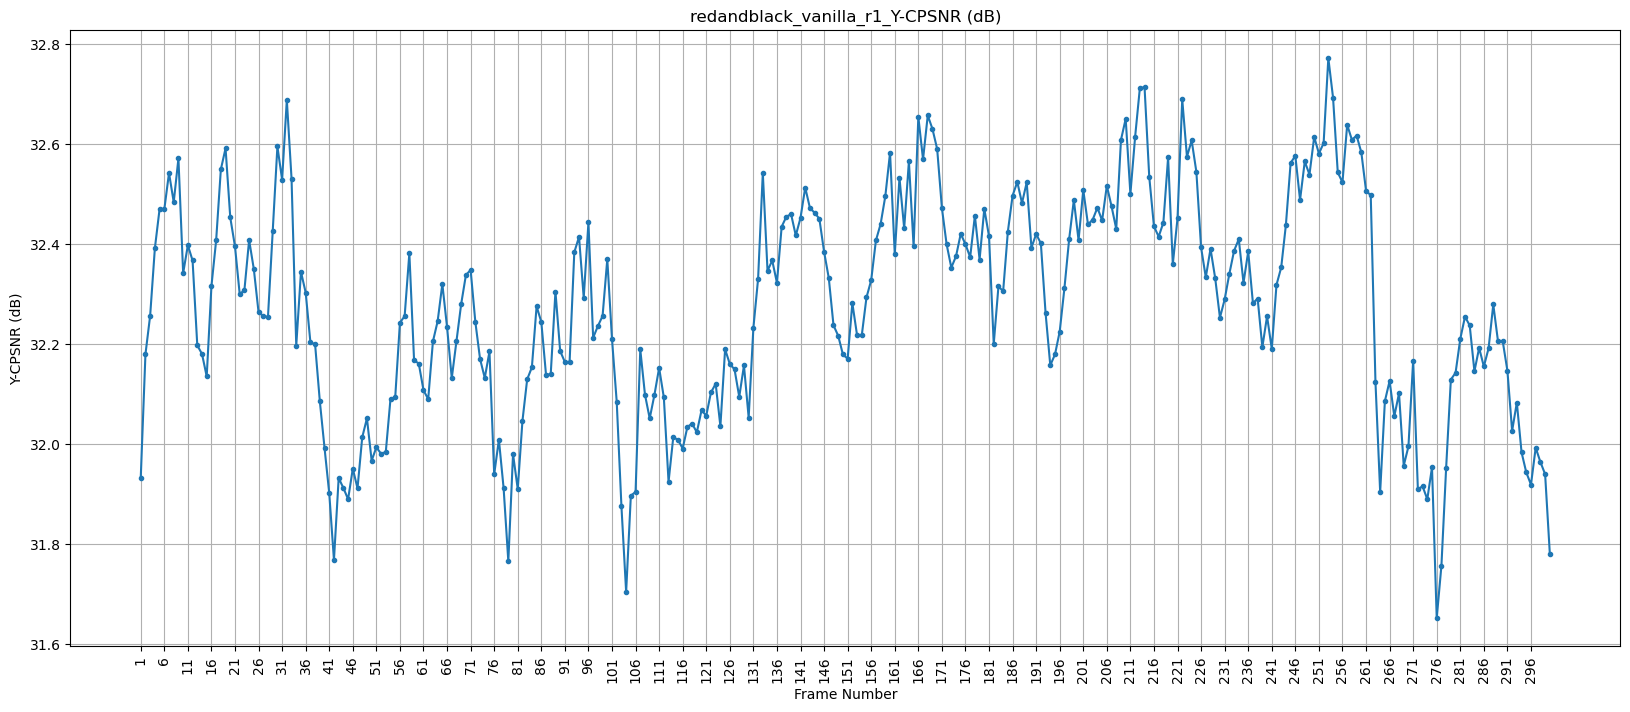 redandblack_vanilla_r1_Y-CPSNR (dB)
32.8
32.6
32.4
32.2
32.0
31.8
31.6
Y-CPSNR (dB)
1 6 11 16 21 26 31 36 41 46 51 56 61 66 71 76 81 86 91 96 101 106 111 116 121 126 131 136 141 146 151 156 161 166 171 176 181 186 191 196 201 206 211 216 221 226 231 236 241 246 251 256 261 266 271 276 281 286 291 296
Frame Number